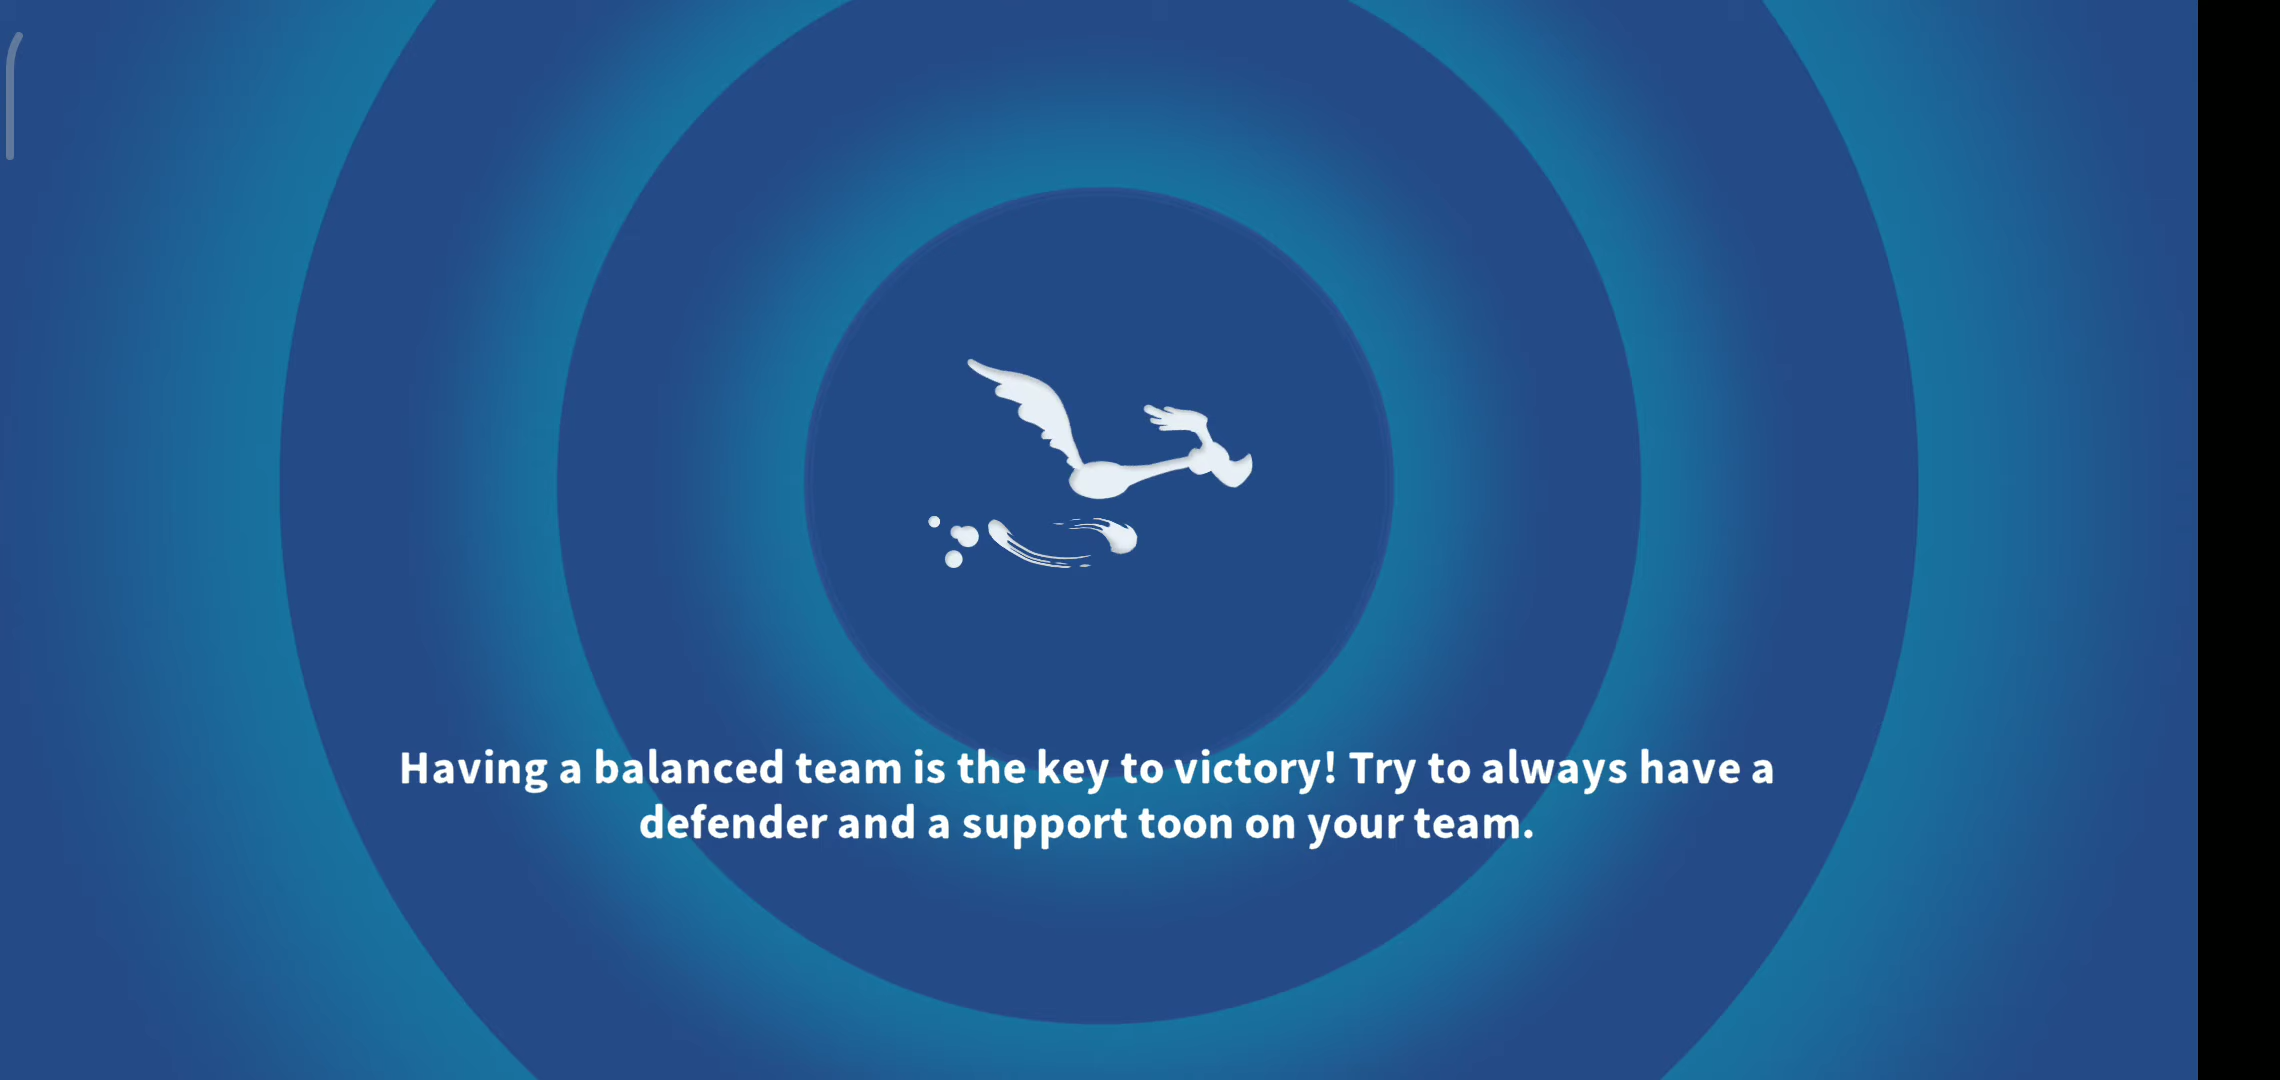 Having a balanced team is the key to victory! Try to always have a
defender and a support toon on your team.